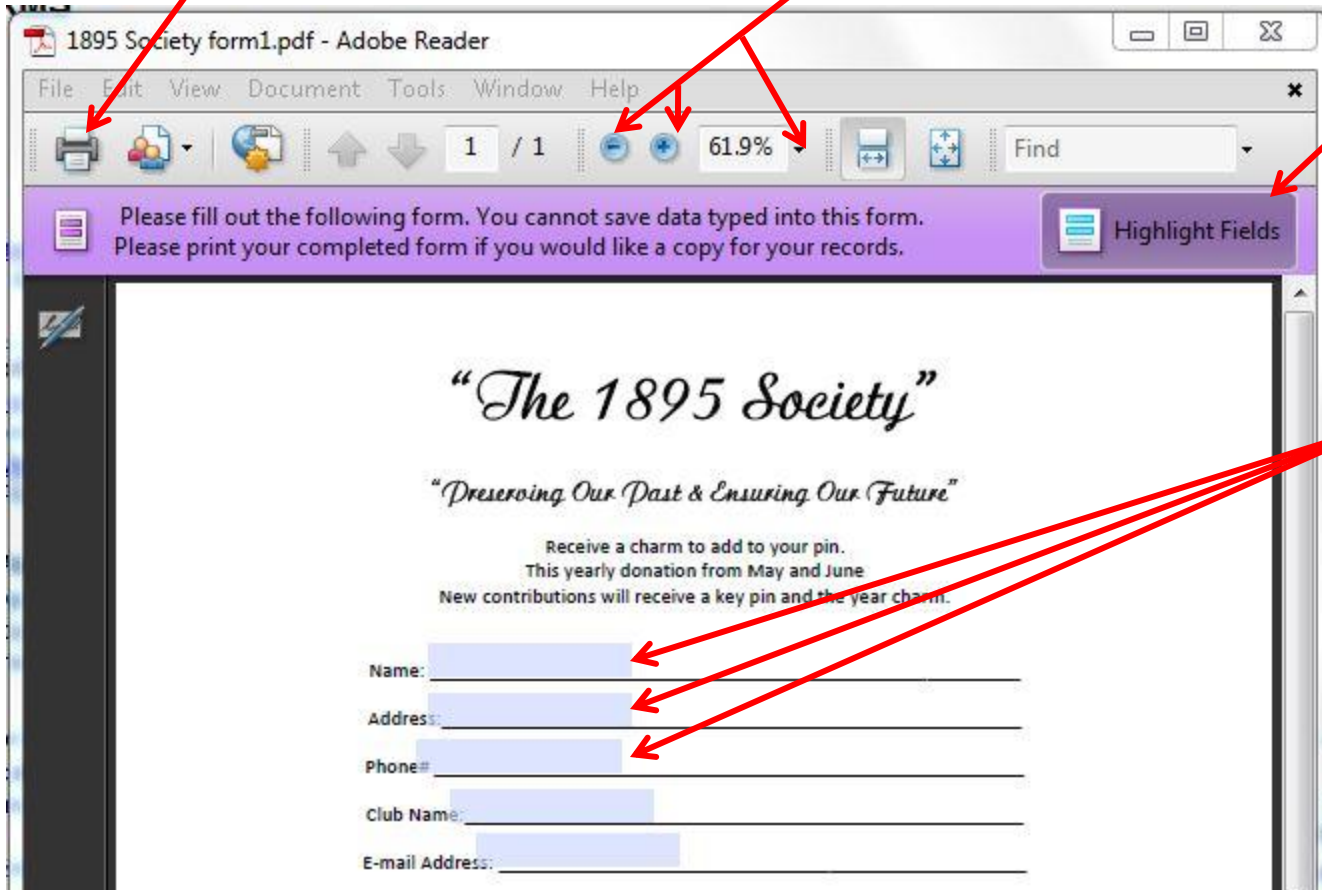 1895 Society form1.pdf - Adobe Reader
File Edit View Document Tools Window Help
1 / 1 61.9% Find
Please fill out the following form. You cannot save data typed into this form.
Please print your completed form if you would like a copy for your records.
Highlight Fields
“The 1895 Society”
“Preserving Our Past & Ensuring Our Future”
Receive a charm to add to your pin.
This yearly donation from May and June
New contributions will receive a key pin and the year charm.
Name:
Address:
Phone#
Club Name:
E-mail Address: